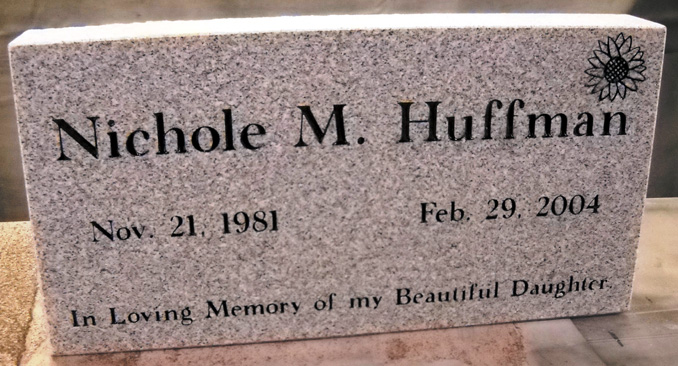 Nichole M. Huffman
Nov. 21, 1981 Feb. 29, 2004
In Loving Memory of my Beautiful Daughter.